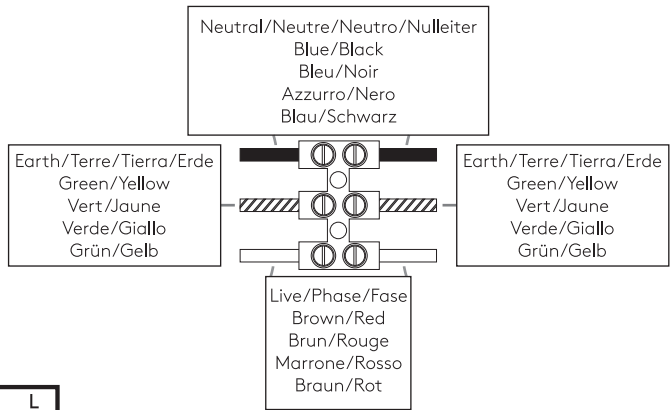 Neutral/Neutre/Neutro/Nulleiter
Blue/Black
Bleu/Noir
Azzurro/Nero
Blau/Schwarz
Earth/Terre/Tierra/Erde
Green/Yellow
Vert/Jaune
Verde/Giallo
Grün/Gelb
Earth/Terre/Tierra/Erde
Green/Yellow
Vert/Jaune
Verde/Giallo
Grün/Gelb
Live/Phase/Fase
Brown/Red
Brun/Rouge
Marrone/Rosso
Braun/Rot
L